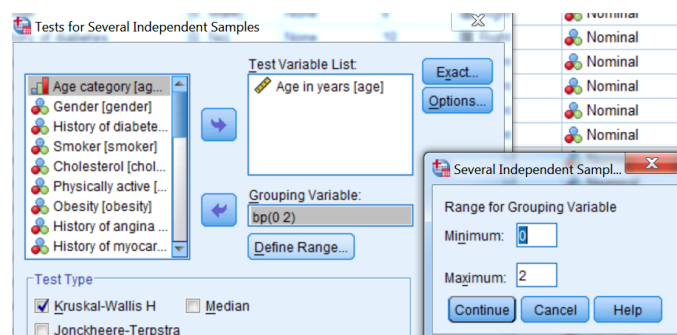 Tests for Several Independent Samples
Test Variable List:
Age category [ag...
Gender [gender]
History of diabete...
Smoker [smoker]
Cholesterol [chol...
Physically active [...
Obesity [obesity]
History of angina ...
History of myocar...
Age in years [age]
Exact...
Options...
Grouping Variable:
bp(0 2)
Define Range...
Test Type
Kruskal-Wallis H
Median
Jonckheere-Terpstra
Nominal
Nominal
Nominal
Nominal
Nominal
Nominal
Several Independent Sampl...
Range for Grouping Variable
Minimum: 0
Maximum: 2
Continue
Cancel
Help